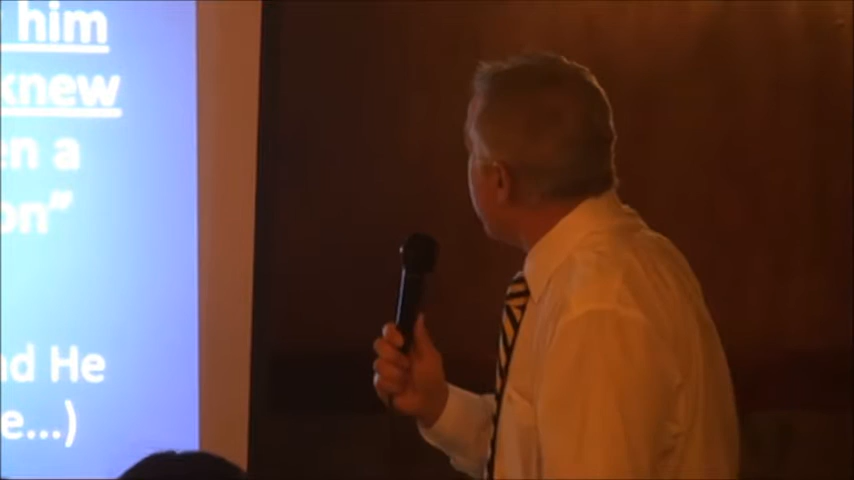 him
knew
en a
on”
nd He
e...)